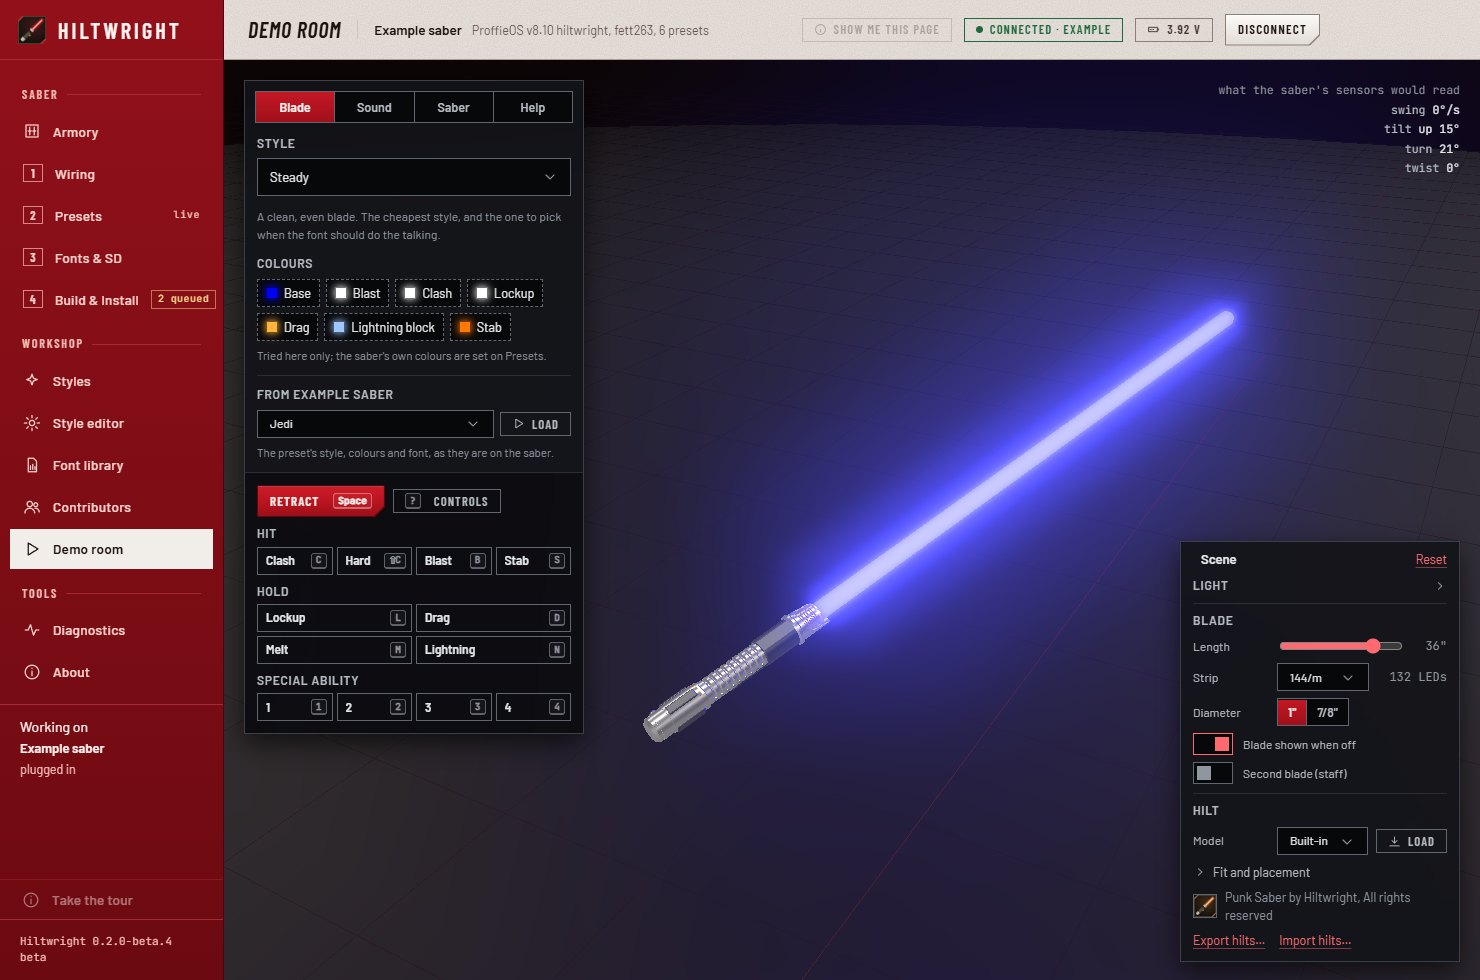 HILTWRIGHT
SABER
Armory
1 Wiring
2 Presets live
3 Fonts & SD
4 Build & Install 2 queued
WORKSHOP
Styles
Style editor
Font library
Contributors
Demo room
TOOLS
Diagnostics
About
Working on
Example saber
plugged in
Take the tour
Hiltwright 0.2.0-beta.4
beta
DEMO ROOM Example saber ProffieOS v8.10 hiltwright, fett263, 6 presets SHOW ME THIS PAGE CONNECTED · EXAMPLE 3.92 V DISCONNECT
Blade Sound Saber Help
STYLE
Steady
A clean, even blade. The cheapest style, and the one to pick
when the font should do the talking.
COLOURS
Base Blast Clash Lockup
Drag Lightning block Stab
Tried here only; the saber's own colours are set on Presets.
FROM EXAMPLE SABER
Jedi LOAD
The preset's style, colours and font, as they are on the saber.
RETRACT Space ? CONTROLS
HIT
Clash C Hard ⇧C Blast B Stab S
HOLD
Lockup L Drag D
Melt M Lightning N
SPECIAL ABILITY
1 1 2 2 3 3 4 4
what the saber's sensors would read
swing 0°/s
tilt up 15°
turn 21°
twist 0°
Scene Reset
LIGHT
BLADE
Length 36"
Strip 144/m 132 LEDs
Diameter 1" 7/8"
Blade shown when off
Second blade (staff)
HILT
Model Built-in LOAD
Fit and placement
Punk Saber by Hiltwright, All rights
reserved
Export hilts... Import hilts...